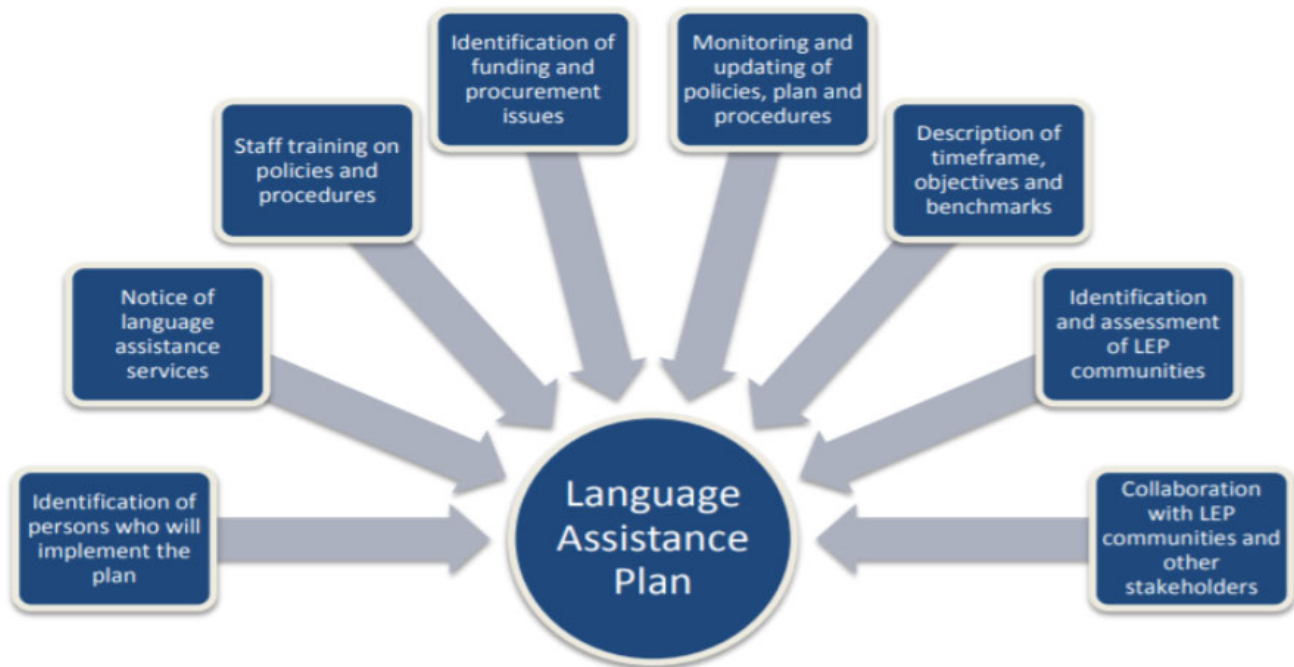 Identification of
funding and
procurement
issues
Monitoring and
updating of
policies, plan and
procedures
Staff training on
policies and
procedures
Description of
timeframe,
objectives and
benchmarks
Notice of
language
assistance
services
Identification
and assessment
of LEP
communities
Identification of
persons who will
implement the
plan
Language
Assistance
Plan
Collaboration
with LEP
communities and
other
stakeholders